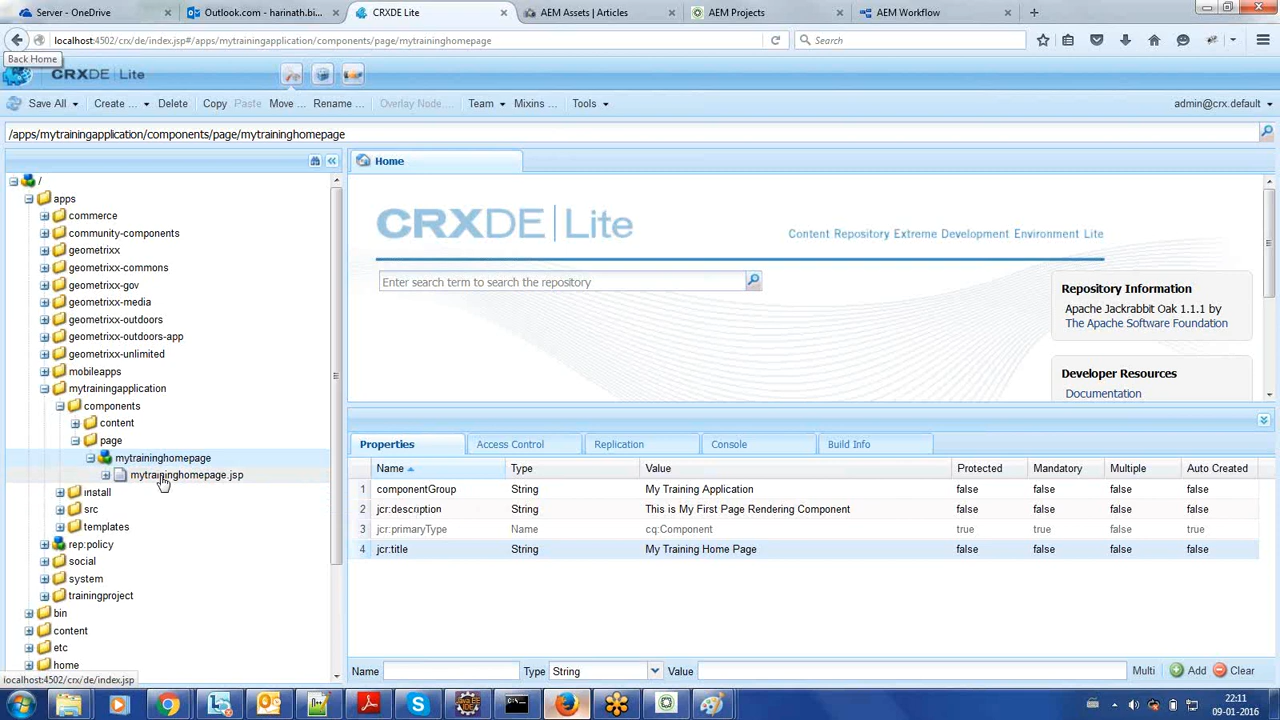 Server - OneDrive
Outlook.com - harinath.bi...
CRXDE Lite
AEM Assets | Articles
AEM Projects
AEM Workflow
localhost:4502/crx/de/index.jsp#/apps/mytrainingapplication/components/page/mytraininghomepage
Search
Back Home
CRXDE Lite
Save All
Create ...
Delete
Copy
Paste
Move ...
Rename ...
Overlay Node...
Team
Mixins ...
Tools
admin@crx.default
/apps/mytrainingapplication/components/page/mytraininghomepage
/
apps
commerce
community-components
geometrixx
geometrixx-commons
geometrixx-gov
geometrixx-media
geometrixx-outdoors
geometrixx-outdoors-app
geometrixx-unlimited
mobileapps
mytrainingapplication
components
content
page
mytraininghomepage
mytraininghomepage.jsp
install
src
templates
rep:policy
social
system
trainingproject
bin
content
etc
home
localhost:4502/crx/de/index.jsp
Home
CRXDE | Lite
Content Repository Extreme Development Environment Lite
Enter search term to search the repository
Repository Information
Apache Jackrabbit Oak 1.1.1 by
The Apache Software Foundation
Developer Resources
Documentation
Properties
Access Control
Replication
Console
Build Info
Name Type Value Protected Mandatory Multiple Auto Created
1 componentGroup String My Training Application false false false false
2 jcr:description String This is My First Page Rendering Component false false false false
3 jcr:primaryType Name cq:Component true true false true
4 jcr:title String My Training Home Page false false false false
Name Type String Value Multi Add Clear
22:11
09-01-2016